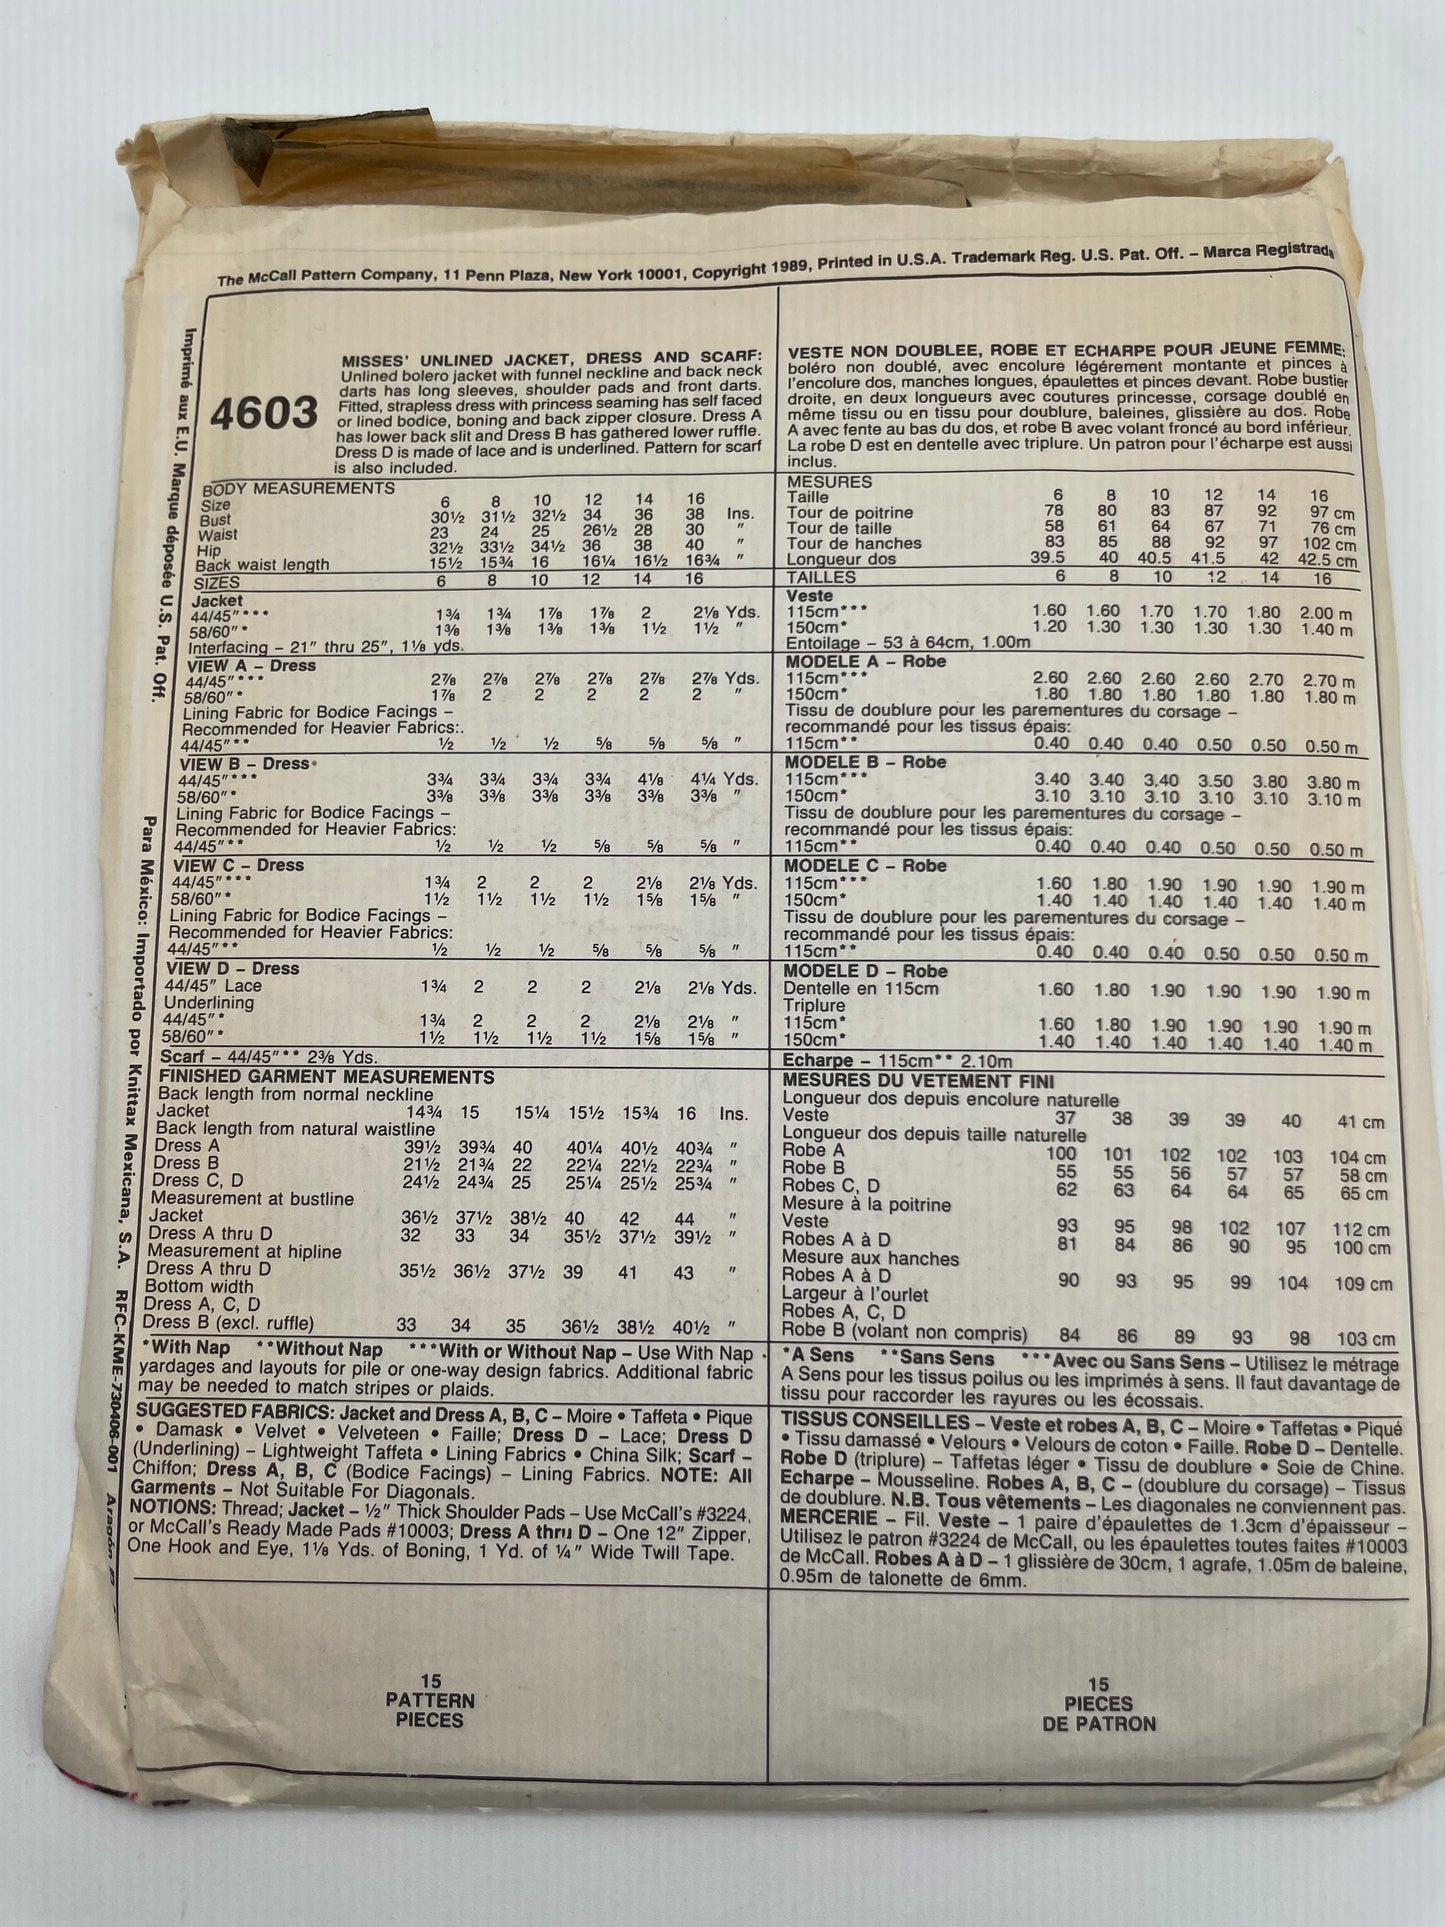 The McCall Pattern Company, 11 Penn Plaza, New York 10001, Copyright 1989, Printed in U.S.A. Trademark Reg. U.S. Pat. Off. – Marca Registrada
Imprimé aux E.U. Marque déposée U.S. Pat. Off.
Para México: Importado por Knittax Mexicana, S.A. RFC-KME-730406-001
4603
MISSES' UNLINED JACKET, DRESS AND SCARF:
Unlined bolero jacket with funnel neckline and back neck
darts has long sleeves, shoulder pads and front darts.
Fitted, strapless dress with princess seaming has self faced
or lined bodice, boning and back zipper closure. Dress A
has lower back slit and Dress B has gathered lower ruffle.
Dress D is made of lace and is underlined. Pattern for scarf
is also included.
BODY MEASUREMENTS
Size 6 8 10 12 14 16
Bust 30½ 31½ 32½ 34 36 38 Ins.
Waist 23 24 25 26½ 28 30 "
Hip 32½ 33½ 34½ 36 38 40 "
Back waist length 15½ 15¾ 16 16¼ 16½ 16¾ "
SIZES 6 8 10 12 14 16
Jacket
44/45"*** 1¾ 1¾ 1⅞ 1⅞ 2 2⅛ Yds.
58/60"* 1⅜ 1⅜ 1⅜ 1⅜ 1½ 1½ "
Interfacing – 21" thru 25", 1⅛ yds.
VIEW A – Dress
44/45"*** 2⅞ 2⅞ 2⅞ 2⅞ 2⅞ 2⅞ Yds.
58/60"* 1⅞ 2 2 2 2 2 "
Lining Fabric for Bodice Facings –
Recommended for Heavier Fabrics:.
44/45"** ½ ½ ½ ⅝ ⅝ ⅝ "
VIEW B – Dress
44/45"*** 3¾ 3¾ 3¾ 3¾ 4⅛ 4¼ Yds.
58/60"* 3⅜ 3⅜ 3⅜ 3⅜ 3⅜ 3⅜ "
Lining Fabric for Bodice Facings –
Recommended for Heavier Fabrics:
44/45"** ½ ½ ½ ⅝ ⅝ ⅝ "
VIEW C – Dress
44/45"*** 1¾ 2 2 2 2⅛ 2⅛ Yds.
58/60"* 1½ 1½ 1½ 1½ 1⅝ 1⅝ "
Lining Fabric for Bodice Facings –
Recommended for Heavier Fabrics:
44/45"** ½ ½ ½ ⅝ ⅝ ⅝ "
VIEW D – Dress
44/45" Lace 1¾ 2 2 2 2⅛ 2⅛ Yds.
Underlining
44/45"* 1¾ 2 2 2 2⅛ 2⅛ "
58/60"* 1½ 1½ 1½ 1½ 1⅝ 1⅝ "
Scarf – 44/45"** 2⅜ Yds.
FINISHED GARMENT MEASUREMENTS
Back length from normal neckline
Jacket 14¾ 15 15¼ 15½ 15¾ 16 Ins.
Back length from natural waistline
Dress A 39½ 39¾ 40 40¼ 40½ 40¾ "
Dress B 21½ 21¾ 22 22¼ 22½ 22¾ "
Dress C, D 24½ 24¾ 25 25¼ 25½ 25¾ "
Measurement at bustline
Jacket 36½ 37½ 38½ 40 42 44 "
Dress A thru D 32 33 34 35½ 37½ 39½ "
Measurement at hipline
Dress A thru D 35½ 36½ 37½ 39 41 43 "
Bottom width
Dress A, C, D
Dress B (excl. ruffle) 33 34 35 36½ 38½ 40½ "
*With Nap **Without Nap ***With or Without Nap – Use With Nap
yardages and layouts for pile or one-way design fabrics. Additional fabric
may be needed to match stripes or plaids.
SUGGESTED FABRICS: Jacket and Dress A, B, C – Moire • Taffeta • Pique
• Damask • Velvet • Velveteen • Faille; Dress D – Lace; Dress D
(Underlining) – Lightweight Taffeta • Lining Fabrics • China Silk; Scarf –
Chiffon; Dress A, B, C (Bodice Facings) – Lining Fabrics. NOTE: All
Garments – Not Suitable For Diagonals.
NOTIONS: Thread; Jacket – ½" Thick Shoulder Pads – Use McCall's #3224,
or McCall's Ready Made Pads #10003; Dress A thru D – One 12" Zipper,
One Hook and Eye, 1⅛ Yds. of Boning, 1 Yd. of ¼" Wide Twill Tape.
15
PATTERN
PIECES
VESTE NON DOUBLEE, ROBE ET ECHARPE POUR JEUNE FEMME:
boléro non doublé, avec encolure légérement montante et pinces à
l'encolure dos, manches longues, épaulettes et pinces devant. Robe bustier
droite, en deux longueurs avec coutures princesse, corsage doublé en
même tissu ou en tissu pour doublure, baleines, glissière au dos. Robe
A avec fente au bas du dos, et robe B avec volant froncé au bord inférieur.
La robe D est en dentelle avec triplure. Un patron pour l'écharpe est aussi
inclus.
MESURES
Taille 6 8 10 12 14 16
Tour de poitrine 78 80 83 87 92 97 cm
Tour de taille 58 61 64 67 71 76 cm
Tour de hanches 83 85 88 92 97 102 cm
Longueur dos 39.5 40 40.5 41.5 42 42.5 cm
TAILLES 6 8 10 12 14 16
Veste
115cm*** 1.60 1.60 1.70 1.70 1.80 2.00 m
150cm* 1.20 1.30 1.30 1.30 1.30 1.40 m
Entoilage – 53 à 64cm, 1.00m
MODELE A – Robe
115cm*** 2.60 2.60 2.60 2.60 2.70 2.70 m
150cm* 1.80 1.80 1.80 1.80 1.80 1.80 m
Tissu de doublure pour les parementures du corsage –
recommandé pour les tissus épais:
115cm** 0.40 0.40 0.40 0.50 0.50 0.50 m
MODELE B – Robe
115cm*** 3.40 3.40 3.40 3.50 3.80 3.80 m
150cm* 3.10 3.10 3.10 3.10 3.10 3.10 m
Tissu de doublure pour les parementures du corsage –
recommandé pour les tissus épais:
115cm** 0.40 0.40 0.40 0.50 0.50 0.50 m
MODELE C – Robe
115cm*** 1.60 1.80 1.90 1.90 1.90 1.90 m
150cm* 1.40 1.40 1.40 1.40 1.40 1.40 m
Tissu de doublure pour les parementures du corsage –
recommandé pour les tissus épais:
115cm** 0.40 0.40 0.40 0.50 0.50 0.50 m
MODELE D – Robe
Dentelle en 115cm 1.60 1.80 1.90 1.90 1.90 1.90 m
Triplure
115cm* 1.60 1.80 1.90 1.90 1.90 1.90 m
150cm* 1.40 1.40 1.40 1.40 1.40 1.40 m
Echarpe – 115cm** 2.10m
MESURES DU VETEMENT FINI
Longueur dos depuis encolure naturelle
Veste 37 38 39 39 40 41 cm
Longueur dos depuis taille naturelle
Robe A 100 101 102 102 103 104 cm
Robe B 55 55 56 57 57 58 cm
Robes C, D 62 63 64 64 65 65 cm
Mesure à la poitrine
Veste 93 95 98 102 107 112 cm
Robes A à D 81 84 86 90 95 100 cm
Mesure aux hanches
Robes A à D 90 93 95 99 104 109 cm
Largeur à l'ourlet
Robes A, C, D
Robe B (volant non compris) 84 86 89 93 98 103 cm
*A Sens **Sans Sens ***Avec ou Sans Sens – Utilisez le métrage
A Sens pour les tissus poilus ou les imprimés à sens. Il faut davantage de
tissu pour raccorder les rayures ou les écossais.
TISSUS CONSEILLES – Veste et robes A, B, C – Moire • Taffetas • Piqué
• Tissu damassé • Velours • Velours de coton • Faille. Robe D – Dentelle.
Robe D (triplure) – Taffetas léger • Tissu de doublure • Soie de Chine.
Echarpe – Mousseline. Robes A, B, C – (doublure du corsage) – Tissus
de doublure. N.B. Tous vêtements – Les diagonales ne conviennent pas.
MERCERIE – Fil. Veste – 1 paire d'épaulettes de 1.3cm d'épaisseur –
Utilisez le patron #3224 de McCall, ou les épaulettes toutes faites #10003
de McCall. Robes A à D – 1 glissière de 30cm, 1 agrafe, 1.05m de baleine,
0.95m de talonette de 6mm.
15
PIECES
DE PATRON